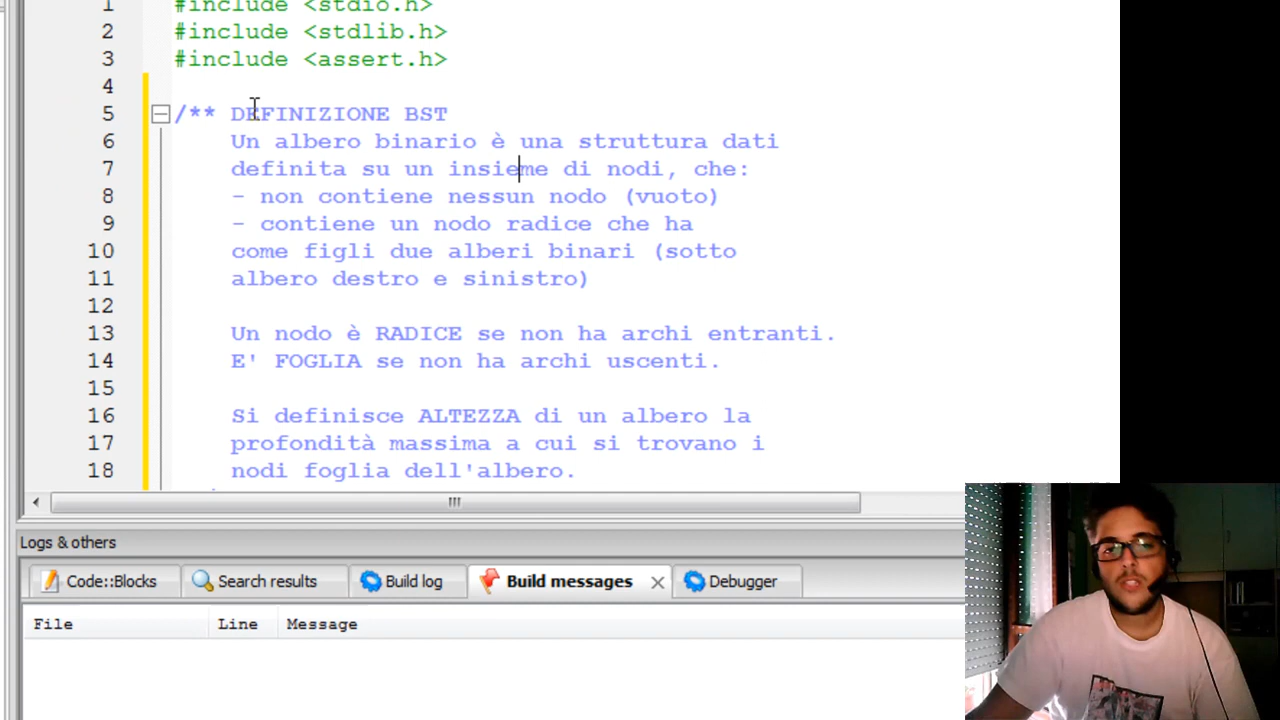 1 #include <stdio.h>
2 #include <stdlib.h>
3 #include <assert.h>
4
5 /** DEFINIZIONE BST
6 Un albero binario è una struttura dati
7 definita su un insieme di nodi, che:
8 - non contiene nessun nodo (vuoto)
9 - contiene un nodo radice che ha
10 come figli due alberi binari (sotto
11 albero destro e sinistro)
12
13 Un nodo è RADICE se non ha archi entranti.
14 E' FOGLIA se non ha archi uscenti.
15
16 Si definisce ALTEZZA di un albero la
17 profondità massima a cui si trovano i
18 nodi foglia dell'albero.
Logs & others
Code::Blocks Search results Build log Build messages Debugger
File Line Message